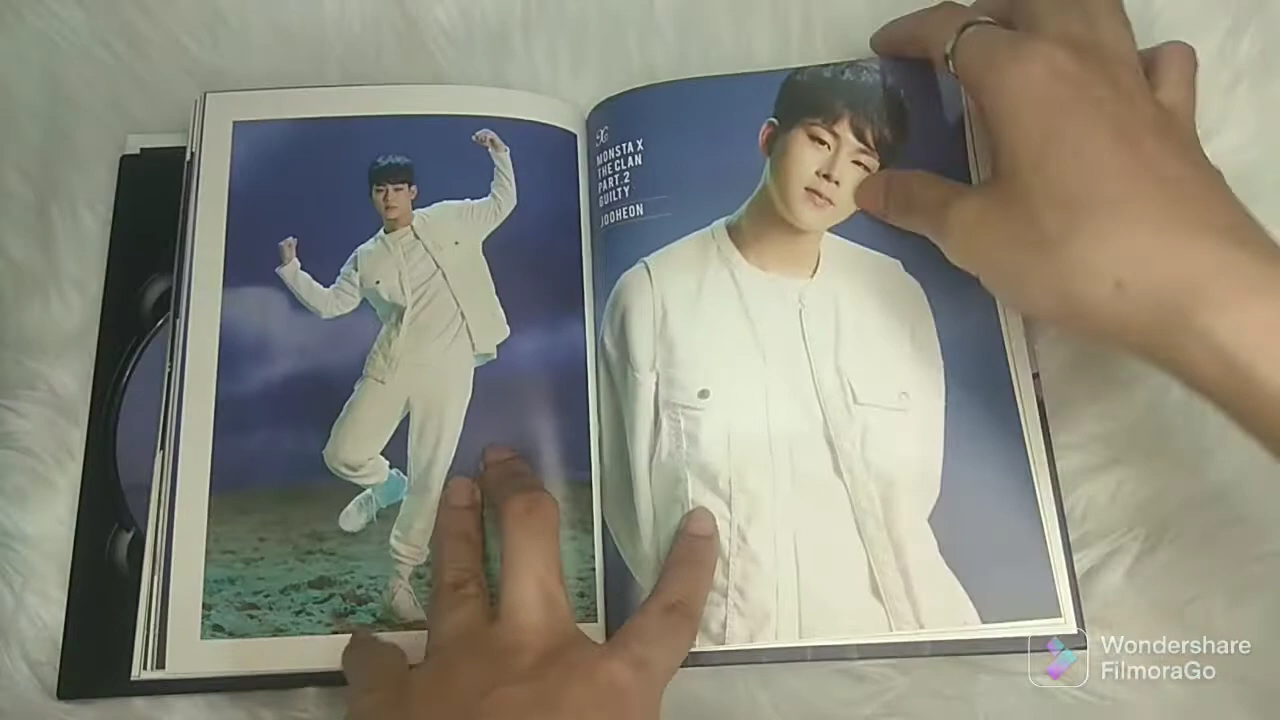 MONSTA X
THE CLAN
PART.2
GUILTY
JOOHEON
Wondershare
FilmoraGo